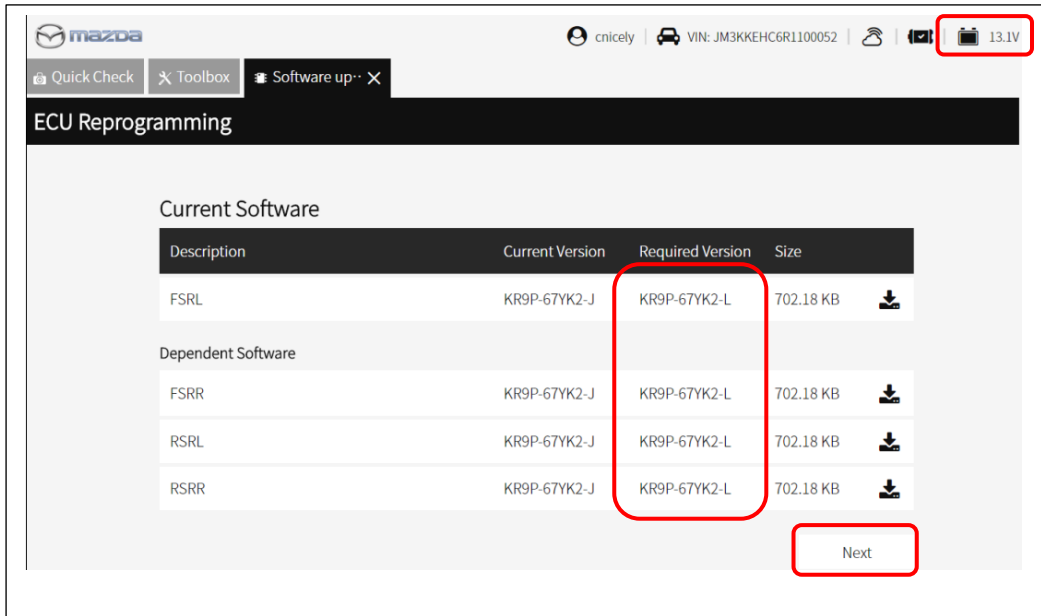 mazda cnicely VIN: JM3KKEHC6R1100052 13.1V
Quick Check Toolbox Software up··
ECU Reprogramming
Current Software
Description Current Version Required Version Size
FSRL KR9P-67YK2-J KR9P-67YK2-L 702.18 KB
Dependent Software
FSRR KR9P-67YK2-J KR9P-67YK2-L 702.18 KB
RSRL KR9P-67YK2-J KR9P-67YK2-L 702.18 KB
RSRR KR9P-67YK2-J KR9P-67YK2-L 702.18 KB
Next